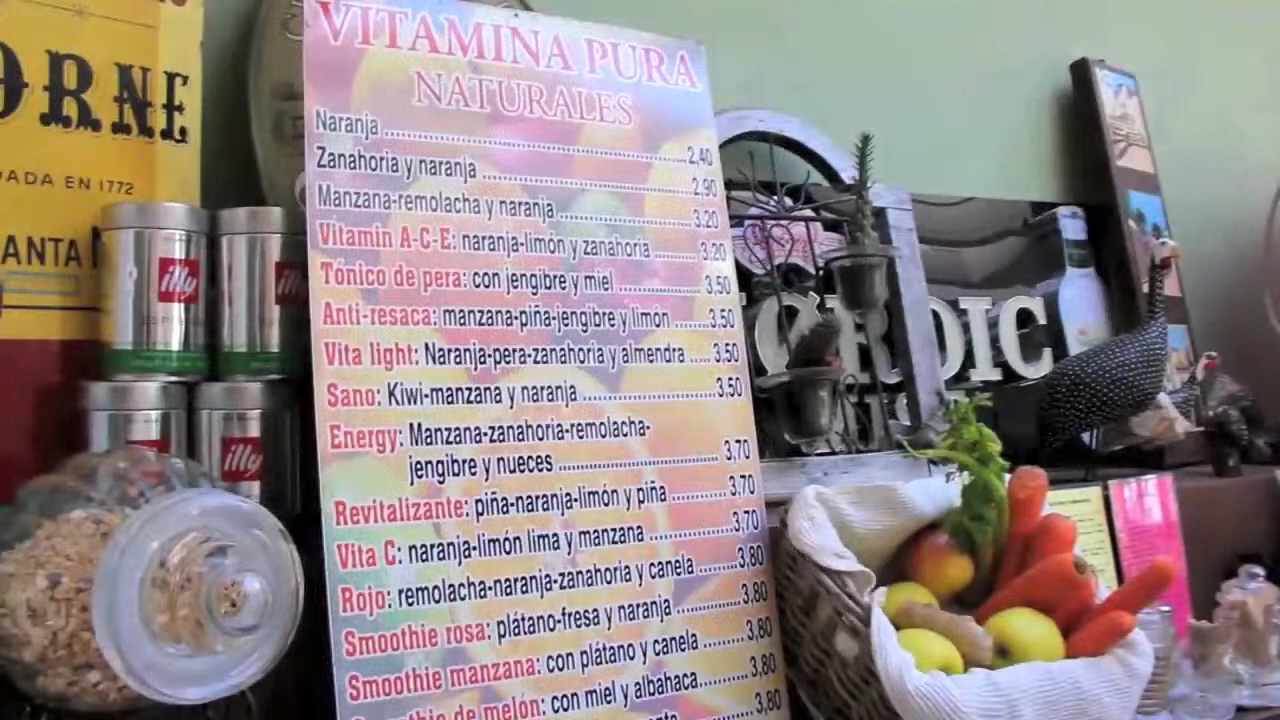 ORNE
DADA EN 1772
illy
illy
illy
VITAMINA PURA
NATURALES
Naranja ........ 2,40
Zanahoria y naranja ........ 2,90
Manzana-remolacha y naranja ........ 3,20
Vitamin A-C-E: naranja-limón y zanahoria ........ 3,20
Tónico de pera: con jengibre y miel ........ 3,50
Anti-resaca: manzana-piña-jengibre y limón ........ 3,50
Vita light: Naranja-pera-zanahoria y almendra ..... 3,50
Sano: Kiwi-manzana y naranja ........ 3,50
Energy: Manzana-zanahoria-remolacha-
jengibre y nueces ........ 3,70
Revitalizante: piña-naranja-limón y piña ........ 3,70
Vita C: naranja-limón lima y manzana ........ 3,70
Rojo: remolacha-naranja-zanahoria y canela ........ 3,80
Smoothie rosa: plátano-fresa y naranja ........ 3,80
Smoothie manzana: con plátano y canela ........ 3,80
Smoothie de melón: con miel y albahaca ........ 3,80
3,80